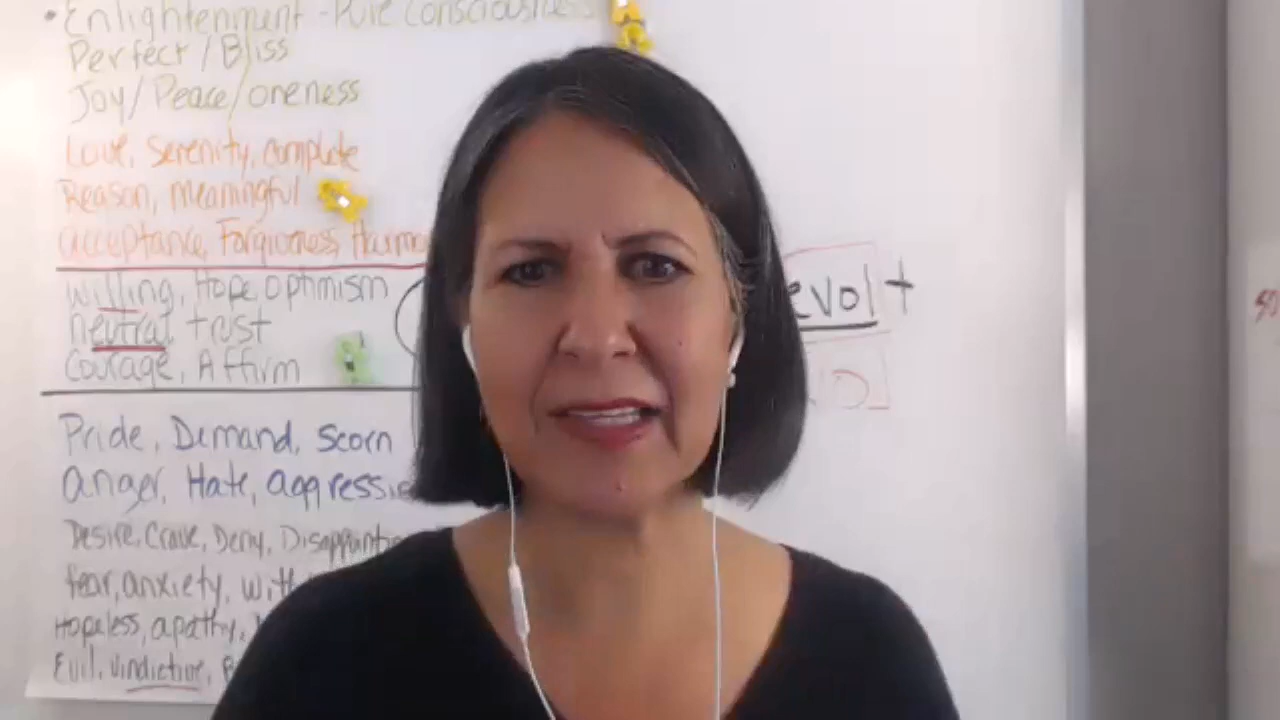 • Enlightenment - Pure consciousness
Perfect / Bliss
Joy / Peace / oneness
Love, Serenity, complete
Reason, meaningful
acceptance, Forgiveness, Harmo
Willing, Hope, optimism
neutral, trust
Courage, Affirm
Pride, Demand, Scorn
anger, Hate, aggressi
Desire, Crave, Deny, Disappointm
fear, anxiety, with
Hopeless, apathy,
Evil, vindictive, B
evol +